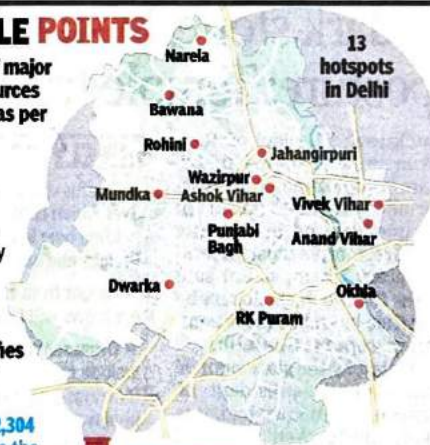 LE POINTS
major
urces
as per
13
hotspots
in Delhi
Narela
Bawana
Rohini
Jahangirpuri
Wazirpur
Mundka
Ashok Vihar
Vivek Vihar
Punjabi
Bagh
Anand Vihar
Dwarka
Okhla
RK Puram
,304